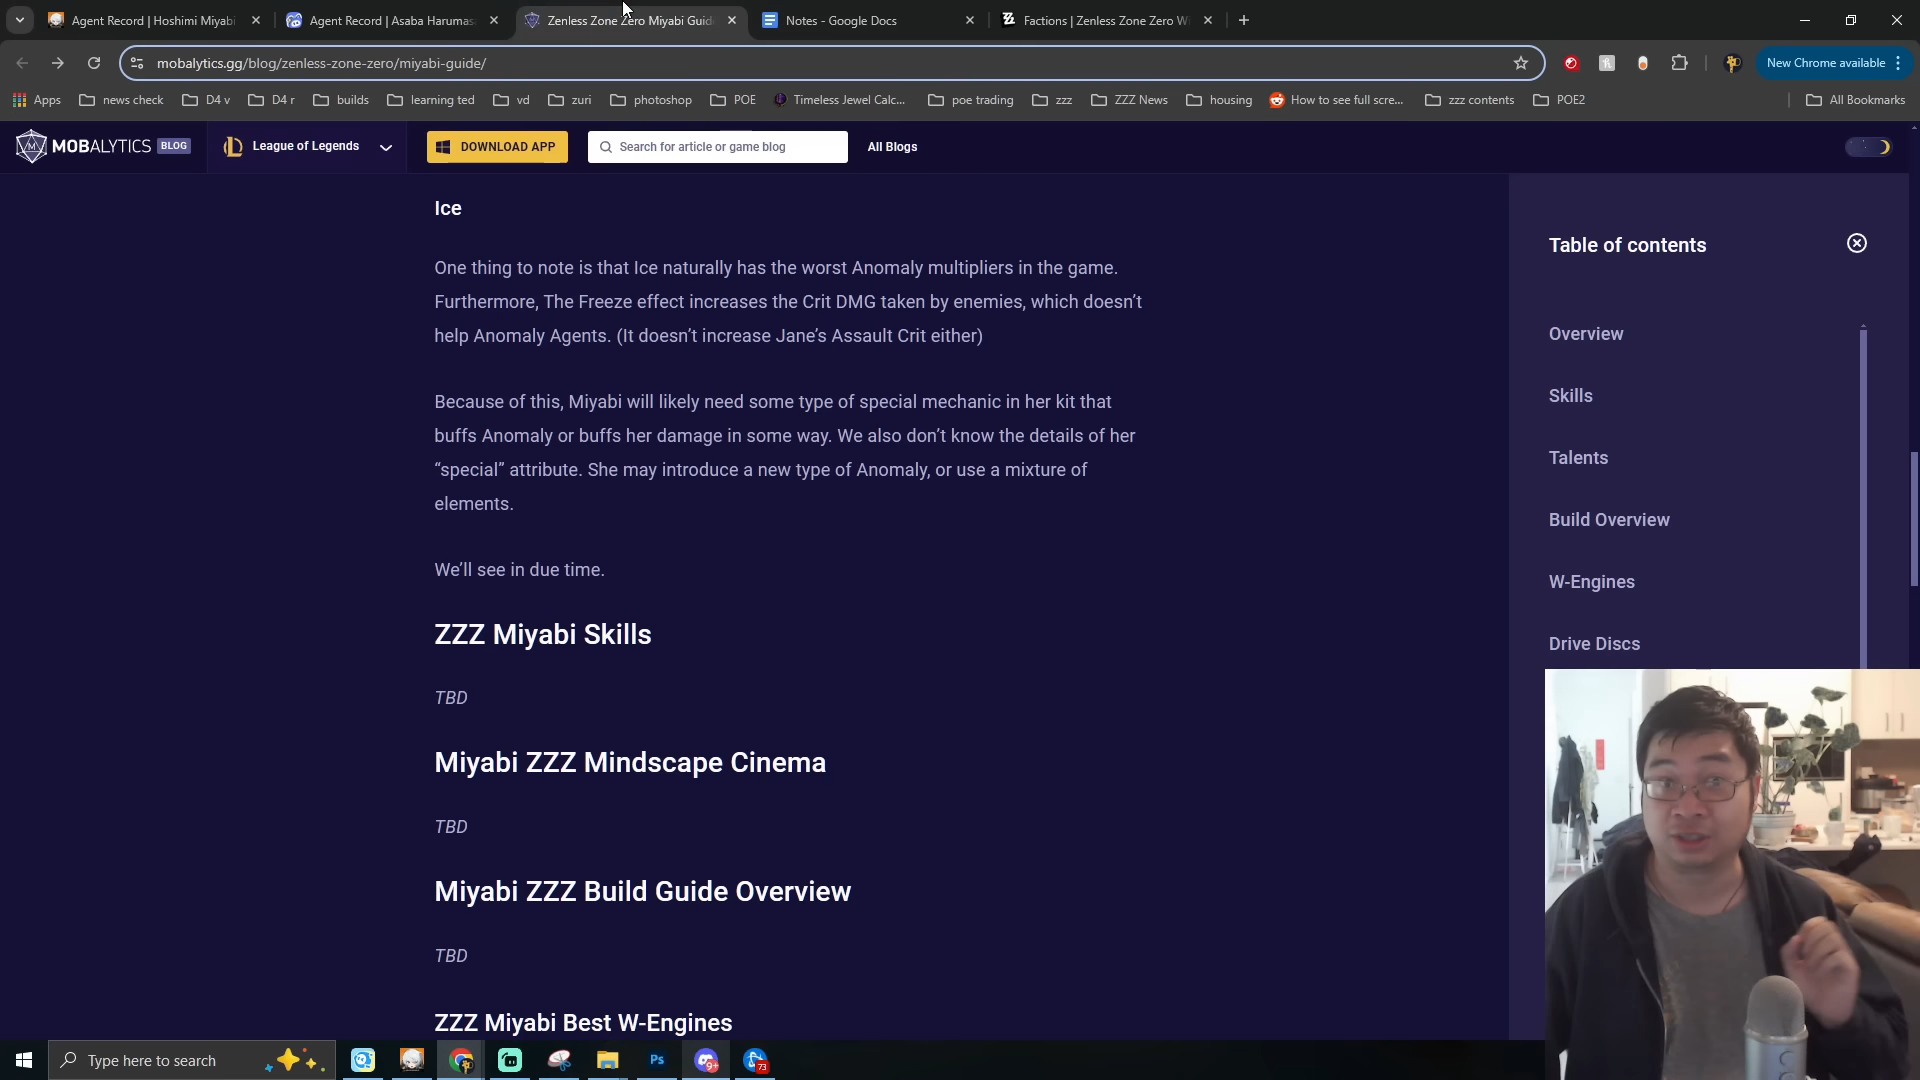 Agent Record | Hoshimi Miyabi
Agent Record | Asaba Harumas
Zenless Zone Zero Miyabi Guid
Notes - Google Docs
Factions | Zenless Zone Zero W
mobalytics.gg/blog/zenless-zone-zero/miyabi-guide/
New Chrome available
Apps
news check
D4 v
D4 r
builds
learning ted
vd
zuri
photoshop
POE
Timeless Jewel Calc...
poe trading
zzz
ZZZ News
housing
How to see full scre...
zzz contents
POE2
All Bookmarks
MOBALYTICS BLOG
League of Legends
DOWNLOAD APP
Search for article or game blog
All Blogs
Ice
One thing to note is that Ice naturally has the worst Anomaly multipliers in the game.
Furthermore, The Freeze effect increases the Crit DMG taken by enemies, which doesn’t
help Anomaly Agents. (It doesn’t increase Jane’s Assault Crit either)
Because of this, Miyabi will likely need some type of special mechanic in her kit that
buffs Anomaly or buffs her damage in some way. We also don’t know the details of her
“special” attribute. She may introduce a new type of Anomaly, or use a mixture of
elements.
We’ll see in due time.
ZZZ Miyabi Skills
TBD
Miyabi ZZZ Mindscape Cinema
TBD
Miyabi ZZZ Build Guide Overview
TBD
ZZZ Miyabi Best W-Engines
Table of contents
Overview
Skills
Talents
Build Overview
W-Engines
Drive Discs
Type here to search
Ps
9+
73